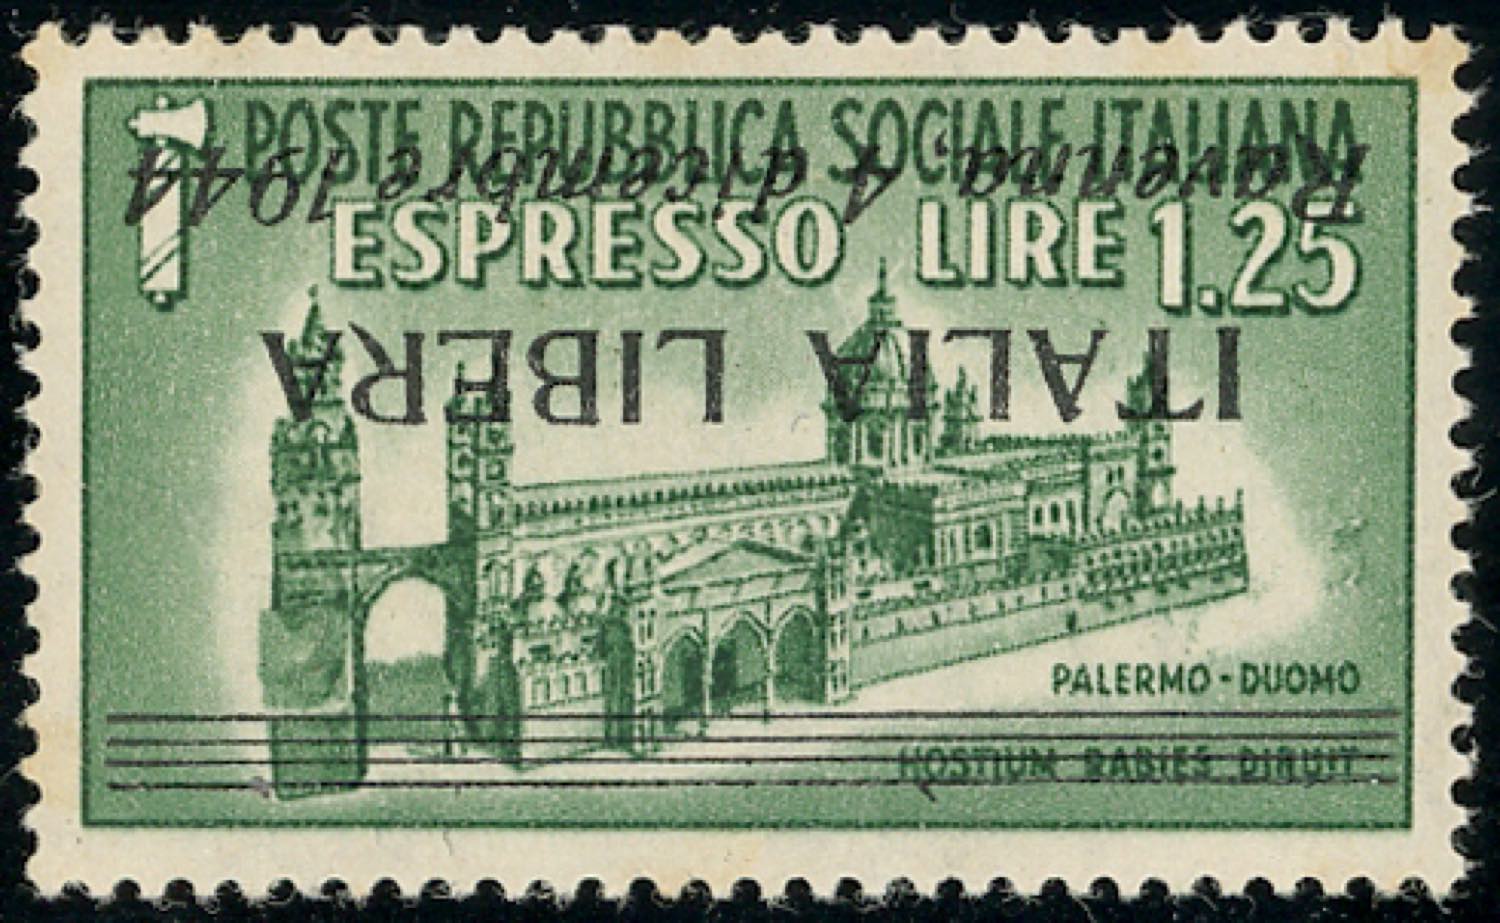 POSTE REPUBBLICA SOCIALE ITALIANA
Ravenna, 4 dicembre 1944
ESPRESSO LIRE 1.25
ITALIA LIBERA
PALERMO - DUOMO
HOSTIUM RABIES DIRUIT